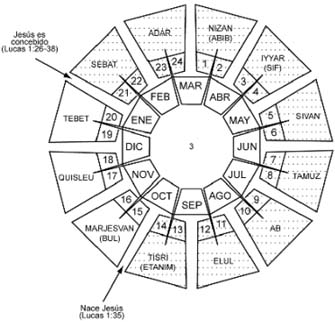 Jesús es
concebido
(Lucas 1:26-38)
ADAR
NIZAN
(ABIB)
IYYAR
(SIF)
SIVAN
TAMUZ
AB
ELUL
TISRI
(ETANIM)
MARJESVAN
(BUL)
QUISLEU
TEBET
SEBAT
1
2
3
4
5
6
7
8
9
10
11
12
13
14
15
16
17
18
19
20
21
22
23
24
MAR
ABR
MAY
JUN
JUL
AGO
SEP
OCT
NOV
DIC
ENE
FEB
3
Nace Jesús
(Lucas 1:35)